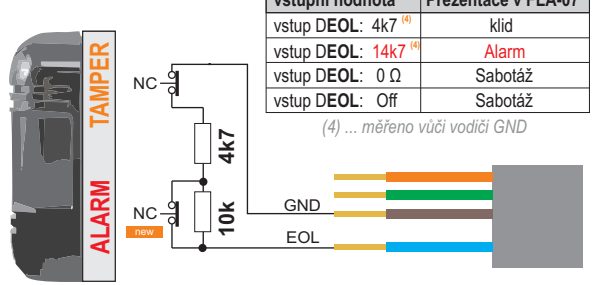 vstupní hodnota Prezentace v FLA-07
vstup DEOL: 4k7 (4) klid
vstup DEOL: 14k7 (4) Alarm
vstup DEOL: 0 Ω Sabotáž
vstup DEOL: Off Sabotáž
(4) ... měřeno vůči vodiči GND
TAMPER
ALARM
NC
4k7
NC
new
10k
GND
EOL